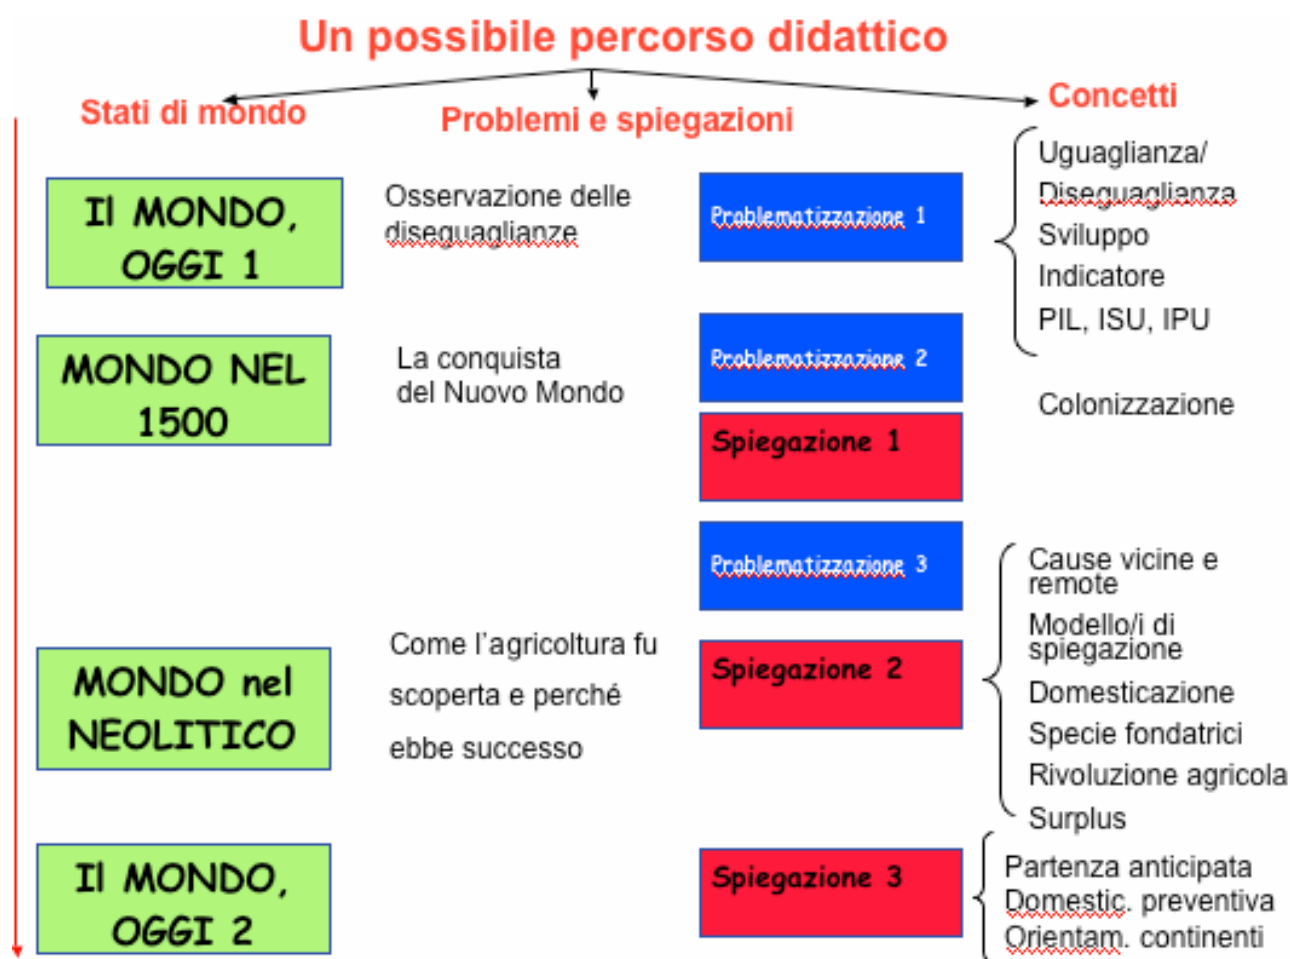 Un possibile percorso didattico
Stati di mondo
Problemi e spiegazioni
Concetti
Il MONDO,
OGGI 1
Osservazione delle
diseguaglianze
Problematizzazione 1
Uguaglianza/
Diseguaglianza
Sviluppo
Indicatore
PIL, ISU, IPU
MONDO NEL
1500
La conquista
del Nuovo Mondo
Problematizzazione 2
Spiegazione 1
Colonizzazione
Problematizzazione 3
MONDO nel
NEOLITICO
Come l'agricoltura fu
scoperta e perché
ebbe successo
Spiegazione 2
Cause vicine e
remote
Modello/i di
spiegazione
Domesticazione
Specie fondatrici
Rivoluzione agricola
Surplus
Il MONDO,
OGGI 2
Spiegazione 3
Partenza anticipata
Domestic. preventiva
Orientam. continenti